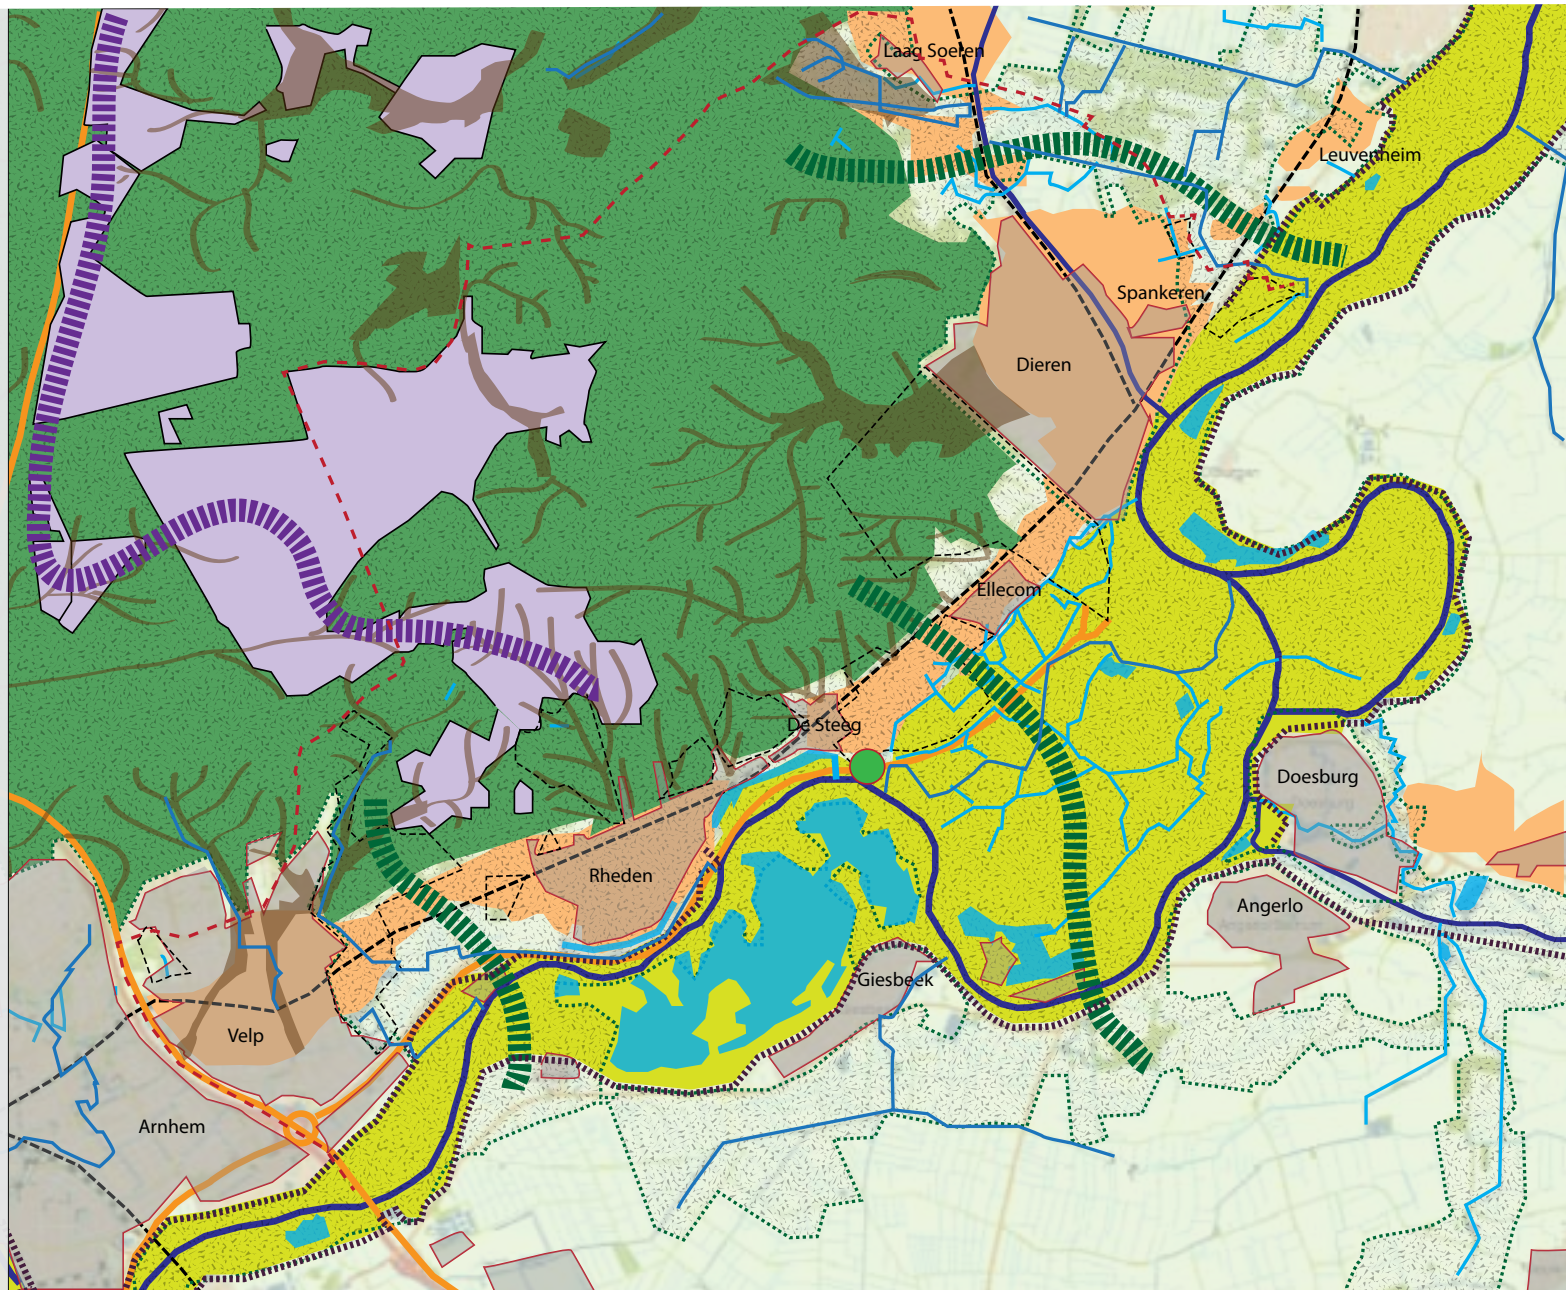 Laag Soeren
Leuvenheim
Spankeren
Dieren
Ellecom
De Steeg
Doesburg
Rheden
Angerlo
Giesbeek
Velp
Arnhem